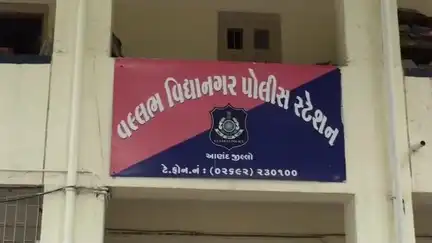 વલ્લભ વિદ્યાનગર પોલીસ સ્ટેશન
આણંદ જીલ્લો
ટે.ફોન.નં : (૦૨૬૯૨) ૨૩૦૧૦૦